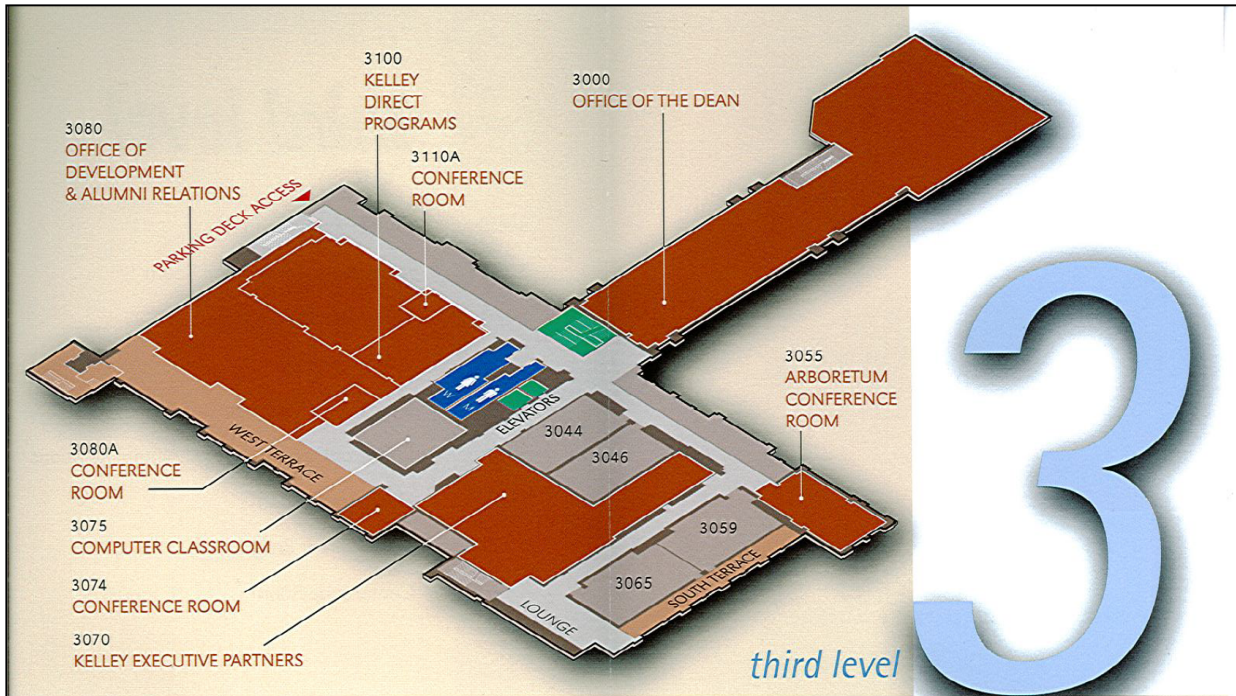 3100
KELLEY
DIRECT
PROGRAMS
3000
OFFICE OF THE DEAN
3080
OFFICE OF
DEVELOPMENT
& ALUMNI RELATIONS
3110A
CONFERENCE
ROOM
PARKING DECK ACCESS
3055
ARBORETUM
CONFERENCE
ROOM
W
M
ELEVATORS
3044
3046
WEST TERRACE
3080A
CONFERENCE
ROOM
3075
COMPUTER CLASSROOM
3059
3065
SOUTH TERRACE
3074
CONFERENCE ROOM
LOUNGE
3070
KELLEY EXECUTIVE PARTNERS
third level
3